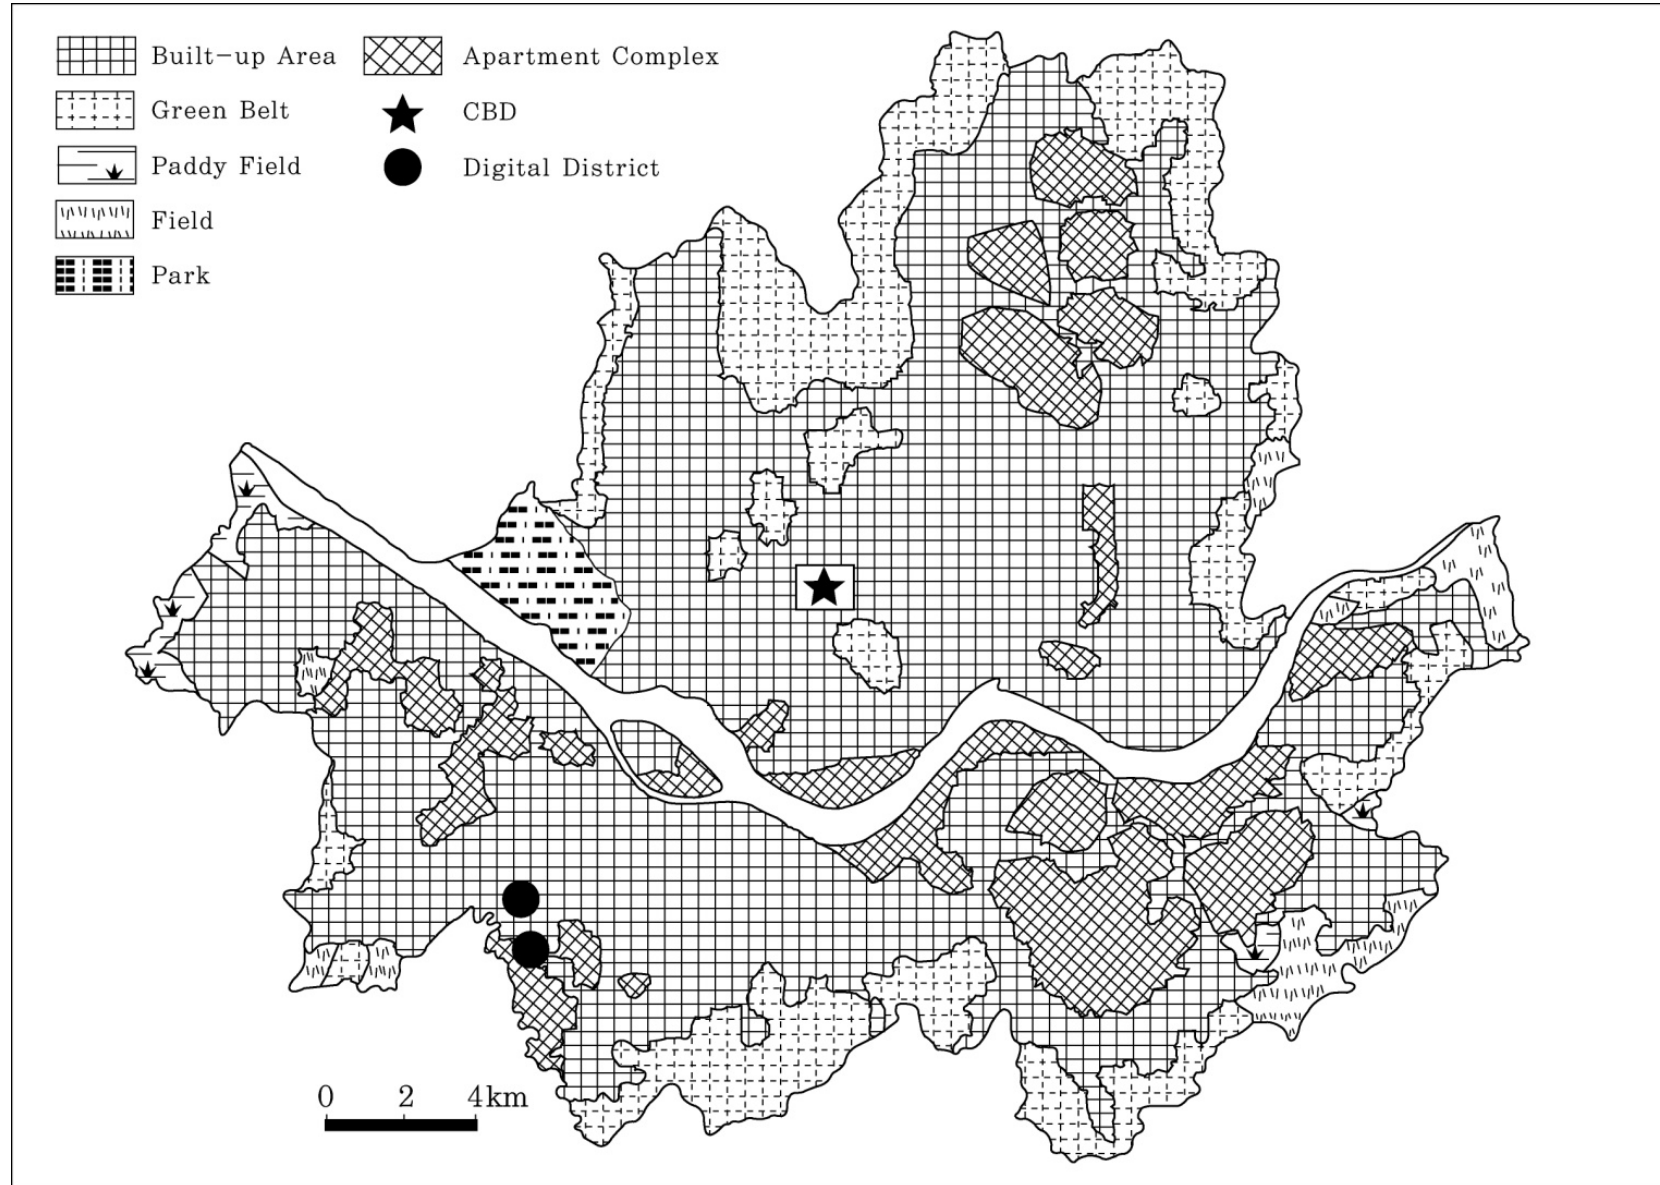 Built-up Area
Apartment Complex
Green Belt
CBD
Paddy Field
Digital District
Field
Park
0 2 4km